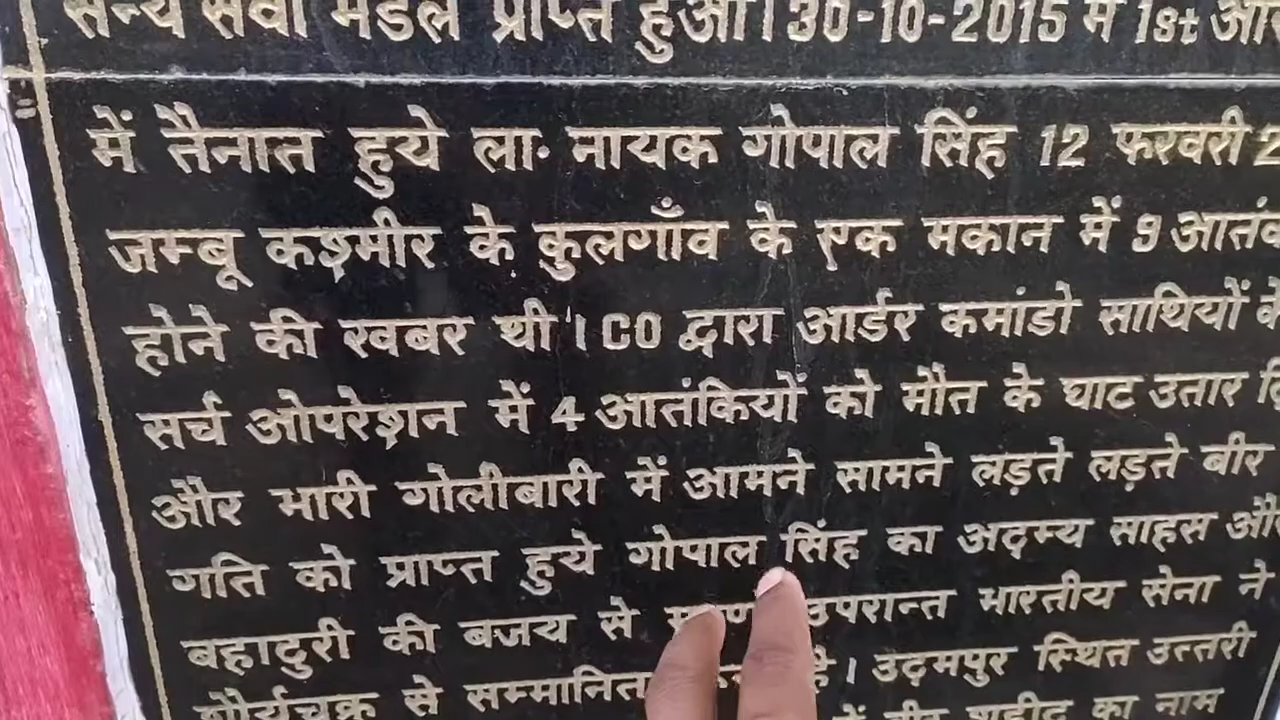 सैन्य सेवा मेडल प्राप्त हुआ। 30-10-2015 में 1st
में तैनात हुये ला॰ नायक गोपाल सिंह 12 फरवरी
जम्बू कश्मीर के कुलगाँव के एक मकान में 9
होने की खबर थी। CO द्वारा आर्डर कमांडो साथियों
सर्च ओपरेशन में 4 आतंकियों को मौत के घाट उतार
और भारी गोलीबारी में आमने सामने लड़ते लड़ते बीर
गति को प्राप्त हुये गोपाल सिंह का अदम्य साहस
बहादुरी की बजय से उपरान्त भारतीय सेना ने
शौर्यचक्र से सम्मानित है। उदमपुर स्थित उत्तरी
वीर शहीद का नाम